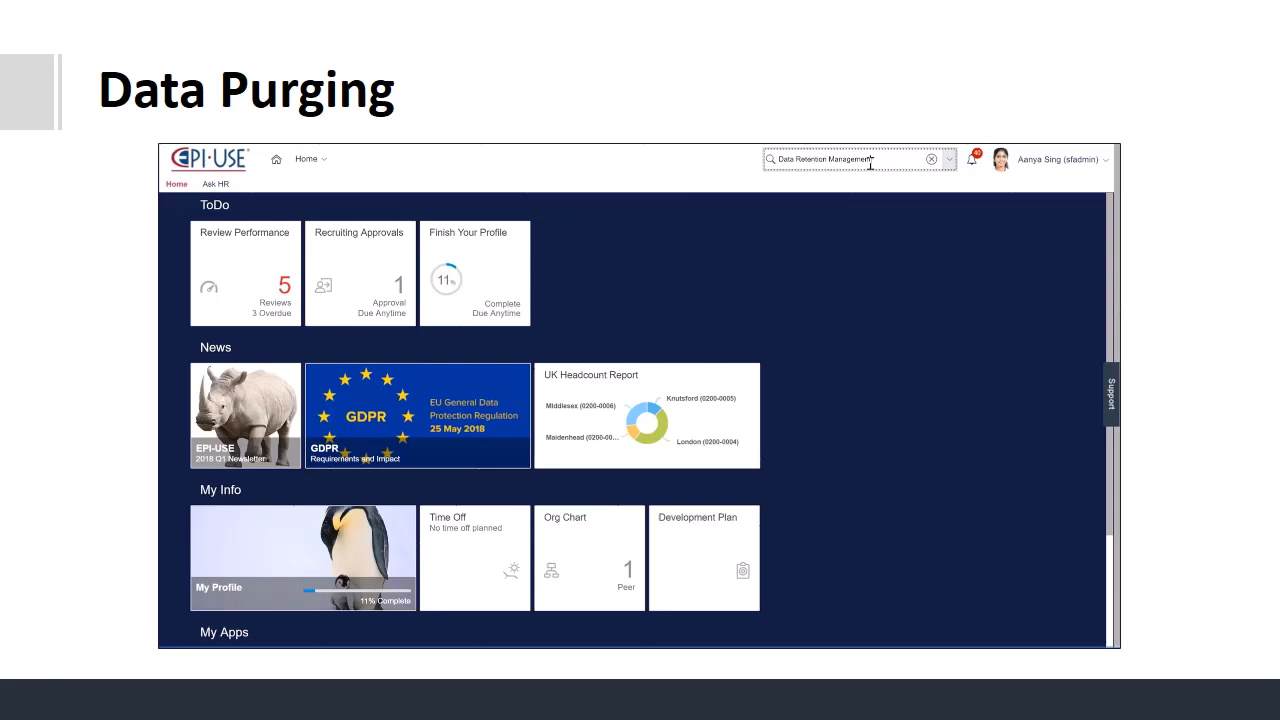 Data Purging
EPI·USE
Home
Data Retention Management
40
Aanya Sing (sfadmin)
Home
Ask HR
ToDo
Review Performance
5
Reviews
3 Overdue
Recruiting Approvals
1
Approval
Due Anytime
Finish Your Profile
11%
Complete
Due Anytime
News
EPI-USE
2018 Q1 Newsletter
GDPR
EU General Data
Protection Regulation
25 May 2018
GDPR
Requirements and Impact
UK Headcount Report
Middlesex (0200-0006)
Knutsford (0200-0005)
Maidenhead (0200-00...
London (0200-0004)
Support
My Info
My Profile
11% Complete
Time Off
No time off planned
Org Chart
1
Peer
Development Plan
My Apps